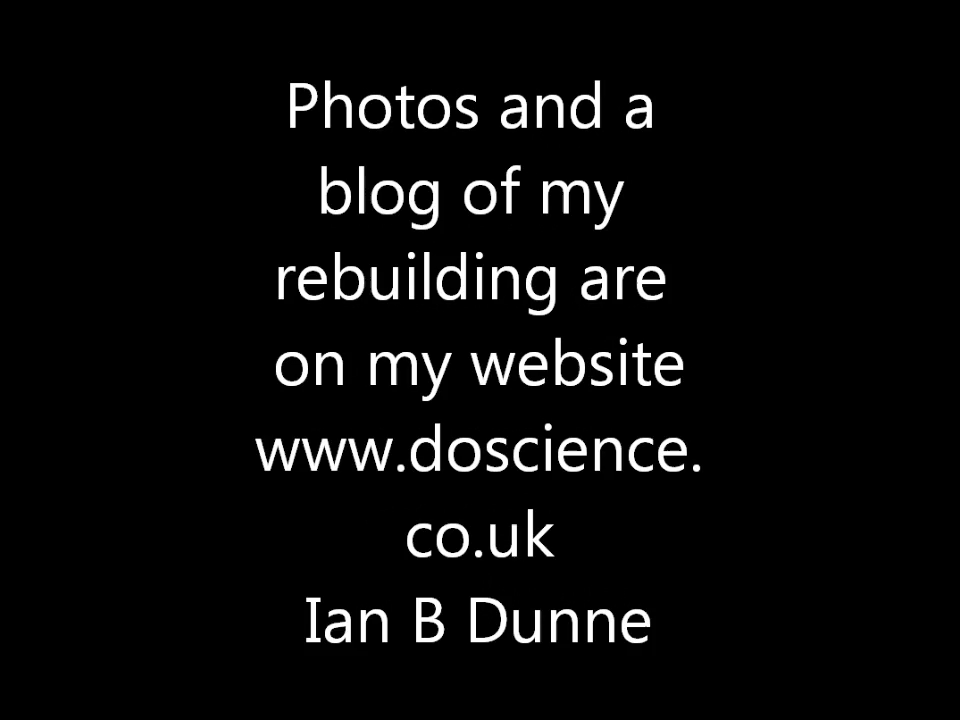 Photos and a
blog of my
rebuilding are
on my website
www.doscience.
co.uk
Ian B Dunne